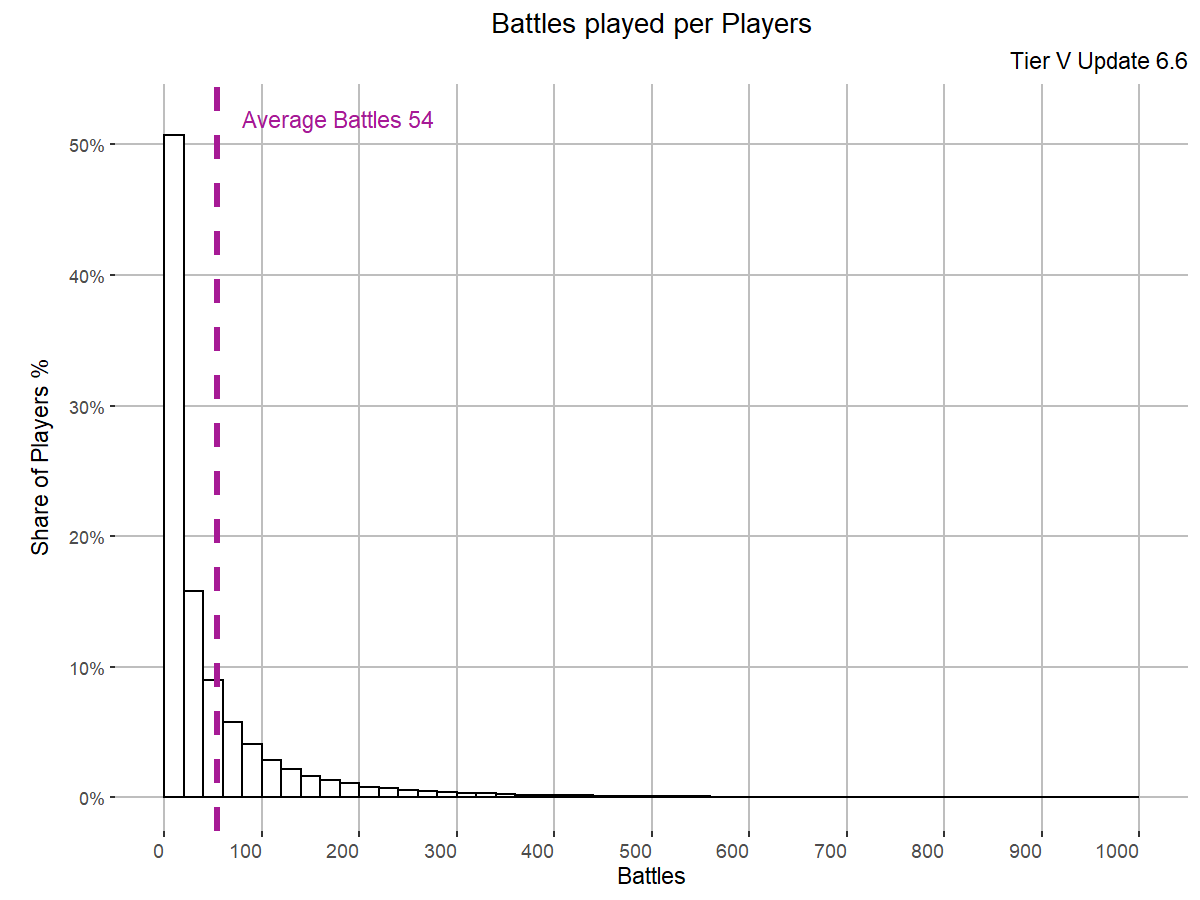 Battles played per Players
Tier V Update 6.6
Average Battles 54
50%
40%
30%
20%
10%
0%
Share of Players %
0 100 200 300 400 500 600 700 800 900 1000
Battles